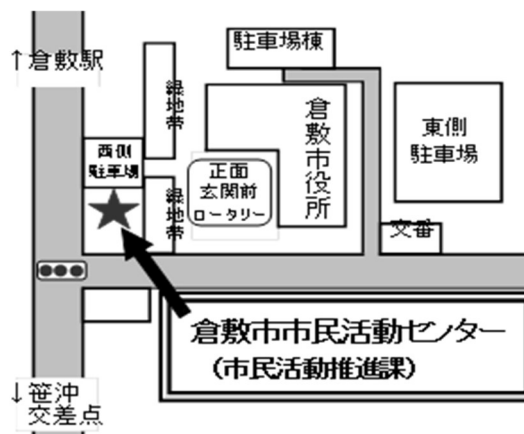 ↑倉敷駅
駐車場棟
緑地帯
倉敷市役所
東側
駐車場
西側
駐車場
正面
玄関前
ロータリー
緑地帯
交番
倉敷市市民活動センター
(市民活動推進課)
↓笹沖
交差点